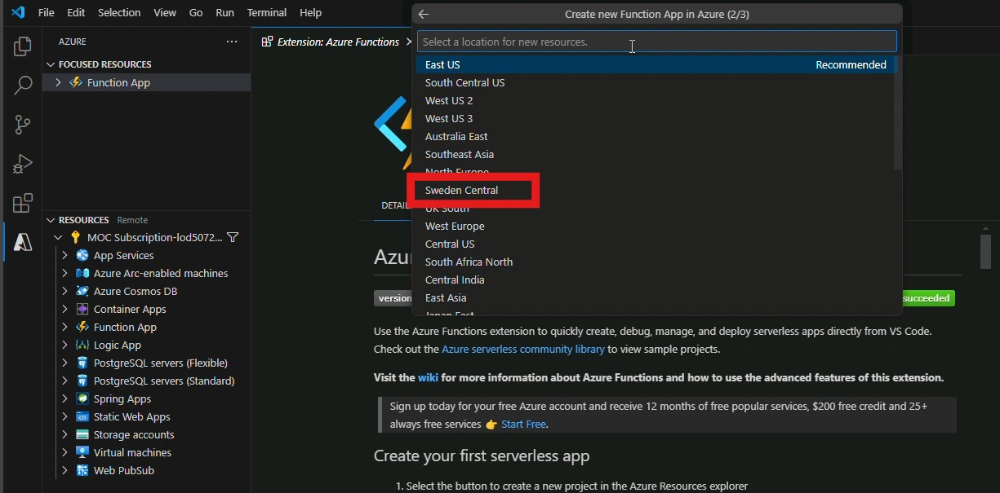 File Edit Selection View Go Run Terminal Help
Create new Function App in Azure (2/3)
AZURE
Extension: Azure Functions
Select a location for new resources.
FOCUSED RESOURCES
Function App
East US Recommended
South Central US
West US 2
West US 3
Australia East
Southeast Asia
North Europe
Sweden Central
UK South
West Europe
Central US
South Africa North
Central India
East Asia
Japan East
DETAIL
RESOURCES Remote
MOC Subscription-lod5072...
App Services
Azure Arc-enabled machines
Azure Cosmos DB
Container Apps
Function App
Logic App
PostgreSQL servers (Flexible)
PostgreSQL servers (Standard)
Spring Apps
Static Web Apps
Storage accounts
Virtual machines
Web PubSub
Azu
version
succeeded
Use the Azure Functions extension to quickly create, debug, manage, and deploy serverless apps directly from VS Code.
Check out the Azure serverless community library to view sample projects.
Visit the wiki for more information about Azure Functions and how to use the advanced features of this extension.
Sign up today for your free Azure account and receive 12 months of free popular services, $200 free credit and 25+
always free services 👉 Start Free.
Create your first serverless app
1. Select the button to create a new project in the Azure Resources explorer